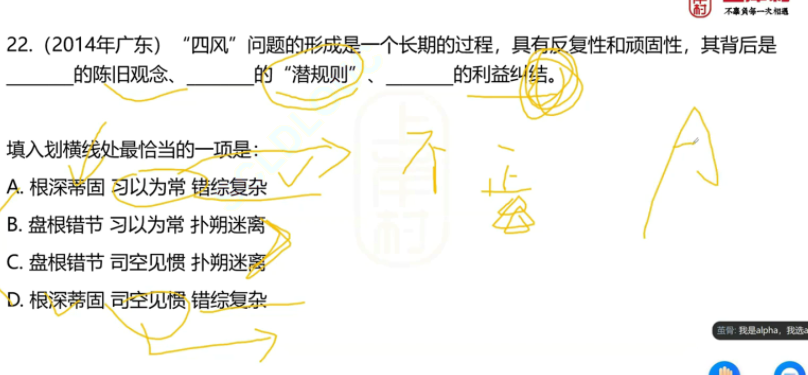 不辜负每一次相遇
22.（2014年广东）“四风”问题的形成是一个长期的过程，具有反复性和顽固性，其背后是
_______的陈旧观念、_______的“潜规则”、_______的利益纠结。
填入划横线处最恰当的一项是：
A. 根深蒂固 习以为常 错综复杂
B. 盘根错节 习以为常 扑朔迷离
C. 盘根错节 司空见惯 扑朔迷离
D. 根深蒂固 司空见惯 错综复杂
不 一
A
上岸村
茧骨: 我是alpha，我选a